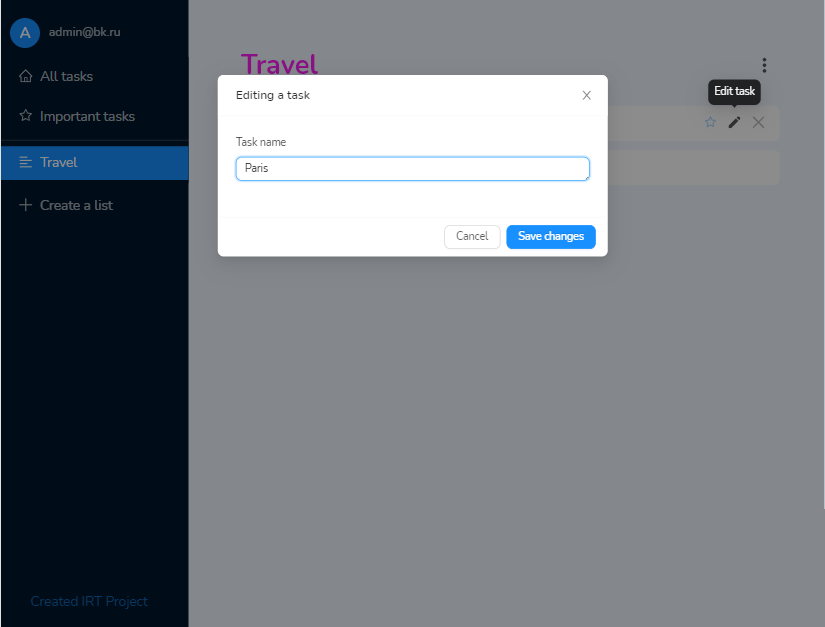 A
admin@bk.ru
All tasks
Important tasks
Travel
Create a list
Created IRT Project
Travel
Edit task
Editing a task
Task name
Paris
Cancel
Save changes